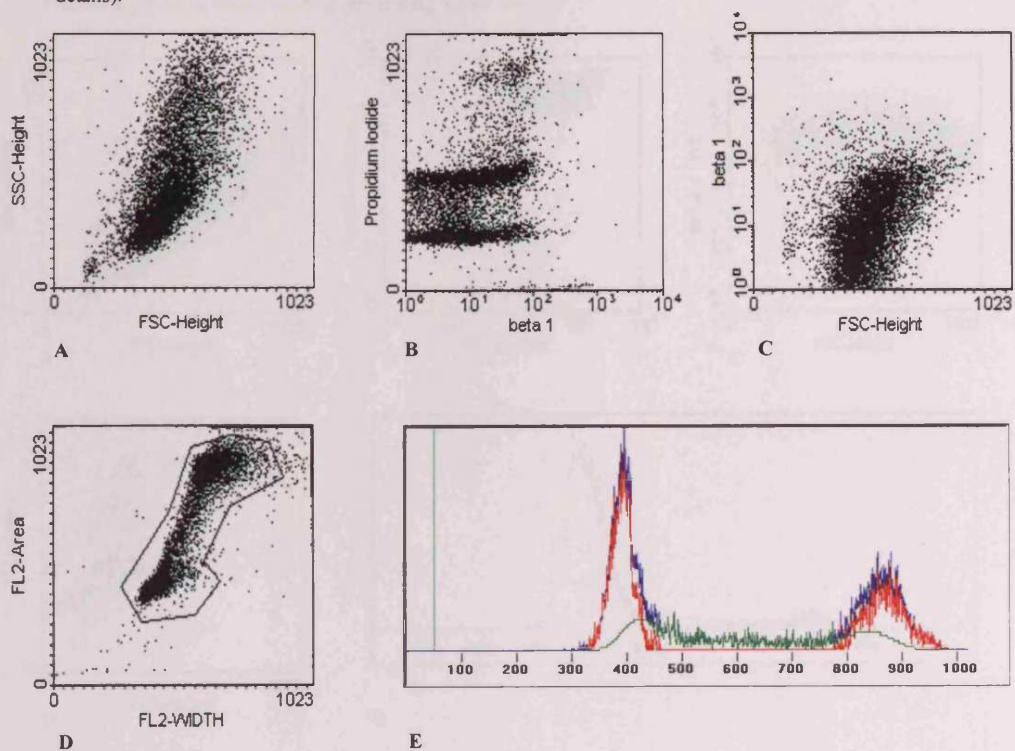 details).
1023
SSC-Height
0
0
1023
FSC-Height
A
1023
Propidium Iodide
0
10⁰
10¹
10²
10³
10⁴
beta 1
B
10⁴
10³
10²
10¹
10⁰
beta 1
0
1023
FSC-Height
C
1023
FL2-Area
0
0
1023
FL2-WIDTH
D
100 200 300 400 500 600 700 800 900 1000
E